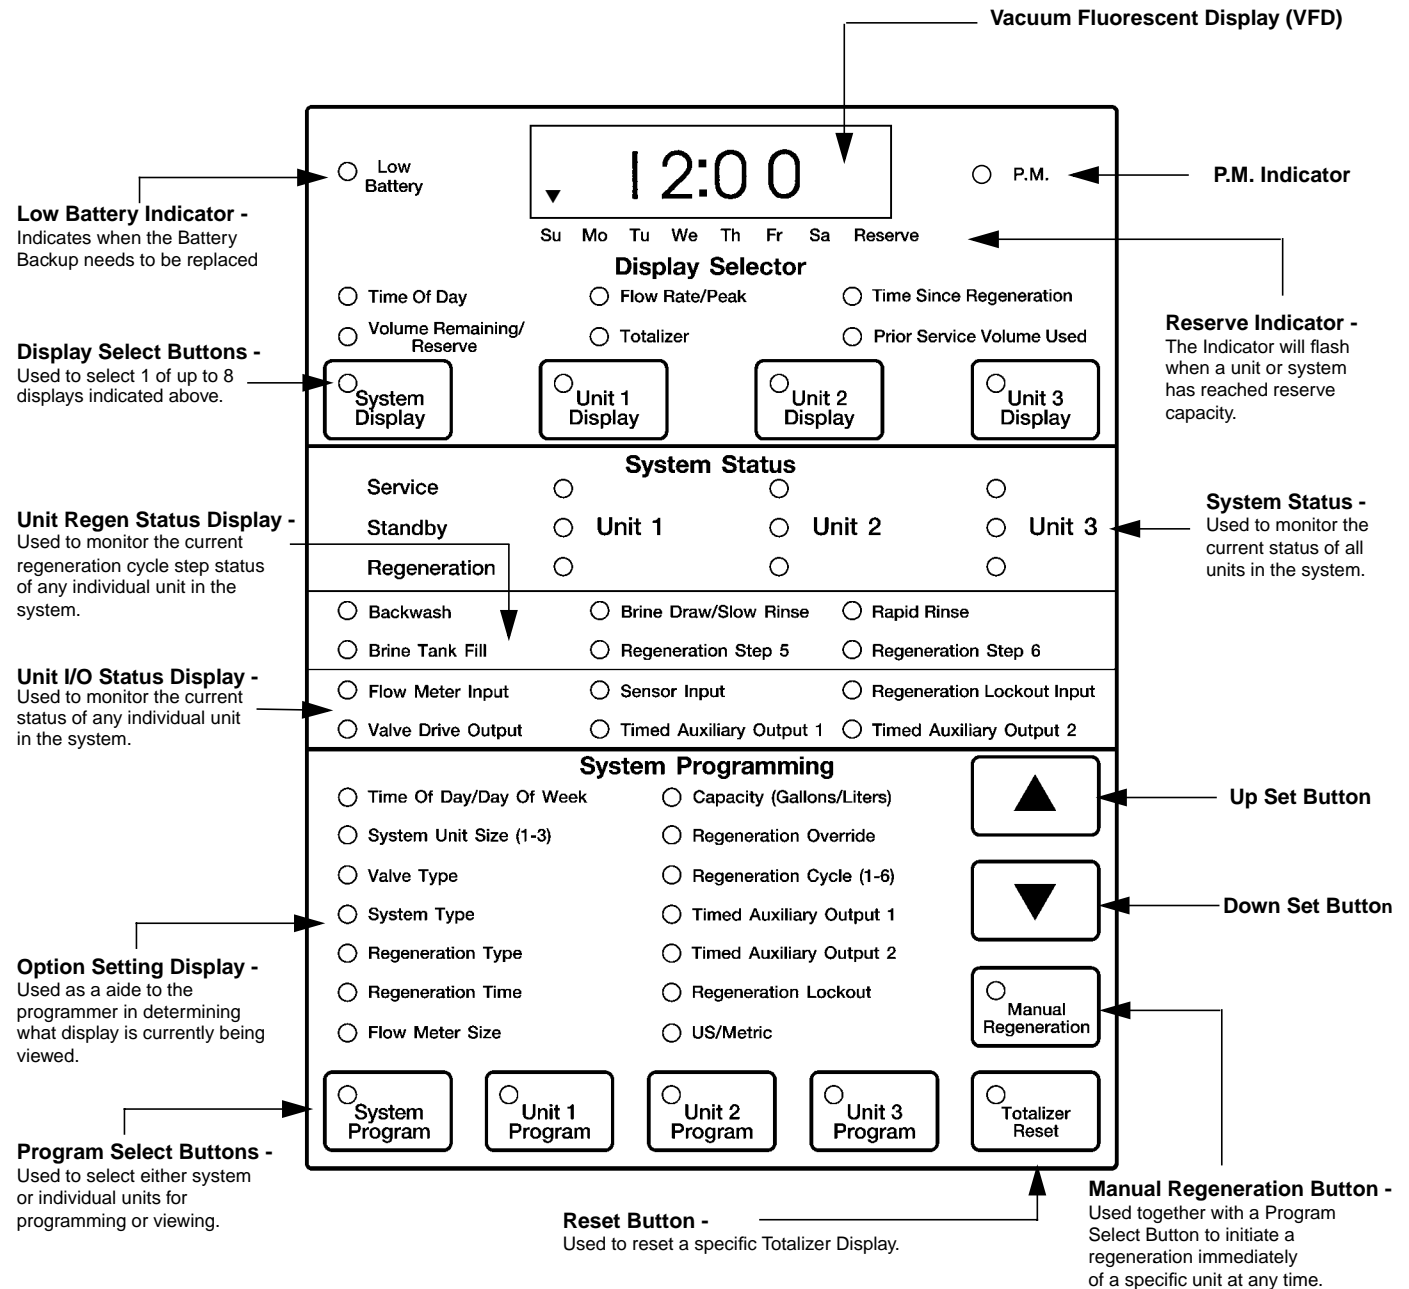 Vacuum Fluorescent Display (VFD)
Low
Battery
12:00
P.M.
P.M. Indicator
Low Battery Indicator -
Indicates when the Battery
Backup needs to be replaced
Su Mo Tu We Th Fr Sa Reserve
Display Selector
Time Of Day
Flow Rate/Peak
Time Since Regeneration
Volume Remaining/
Reserve
Totalizer
Prior Service Volume Used
Reserve Indicator -
The Indicator will flash
when a unit or system
has reached reserve
capacity.
Display Select Buttons -
Used to select 1 of up to 8
displays indicated above.
System
Display
Unit 1
Display
Unit 2
Display
Unit 3
Display
System Status
Service
Standby
Unit 1
Unit 2
Unit 3
Regeneration
System Status -
Used to monitor the
current status of all
units in the system.
Unit Regen Status Display -
Used to monitor the current
regeneration cycle step status
of any individual unit in the
system.
Backwash
Brine Draw/Slow Rinse
Rapid Rinse
Brine Tank Fill
Regeneration Step 5
Regeneration Step 6
Unit I/O Status Display -
Used to monitor the current
status of any individual unit
in the system.
Flow Meter Input
Sensor Input
Regeneration Lockout Input
Valve Drive Output
Timed Auxiliary Output 1
Timed Auxiliary Output 2
System Programming
Time Of Day/Day Of Week
Capacity (Gallons/Liters)
Up Set Button
System Unit Size (1-3)
Regeneration Override
Valve Type
Regeneration Cycle (1-6)
System Type
Timed Auxiliary Output 1
Down Set Button
Regeneration Type
Timed Auxiliary Output 2
Option Setting Display -
Used as a aide to the
programmer in determining
what display is currently being
viewed.
Regeneration Time
Regeneration Lockout
Manual
Regeneration
Flow Meter Size
US/Metric
System
Program
Unit 1
Program
Unit 2
Program
Unit 3
Program
Totalizer
Reset
Program Select Buttons -
Used to select either system
or individual units for
programming or viewing.
Reset Button -
Used to reset a specific Totalizer Display.
Manual Regeneration Button -
Used together with a Program
Select Button to initiate a
regeneration immediately
of a specific unit at any time.